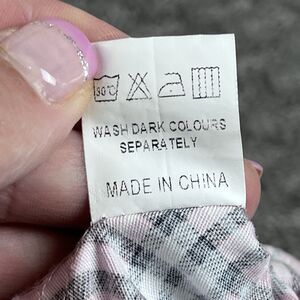 30°C
WASH DARK COLOURS
SEPARATELY
MADE IN CHINA